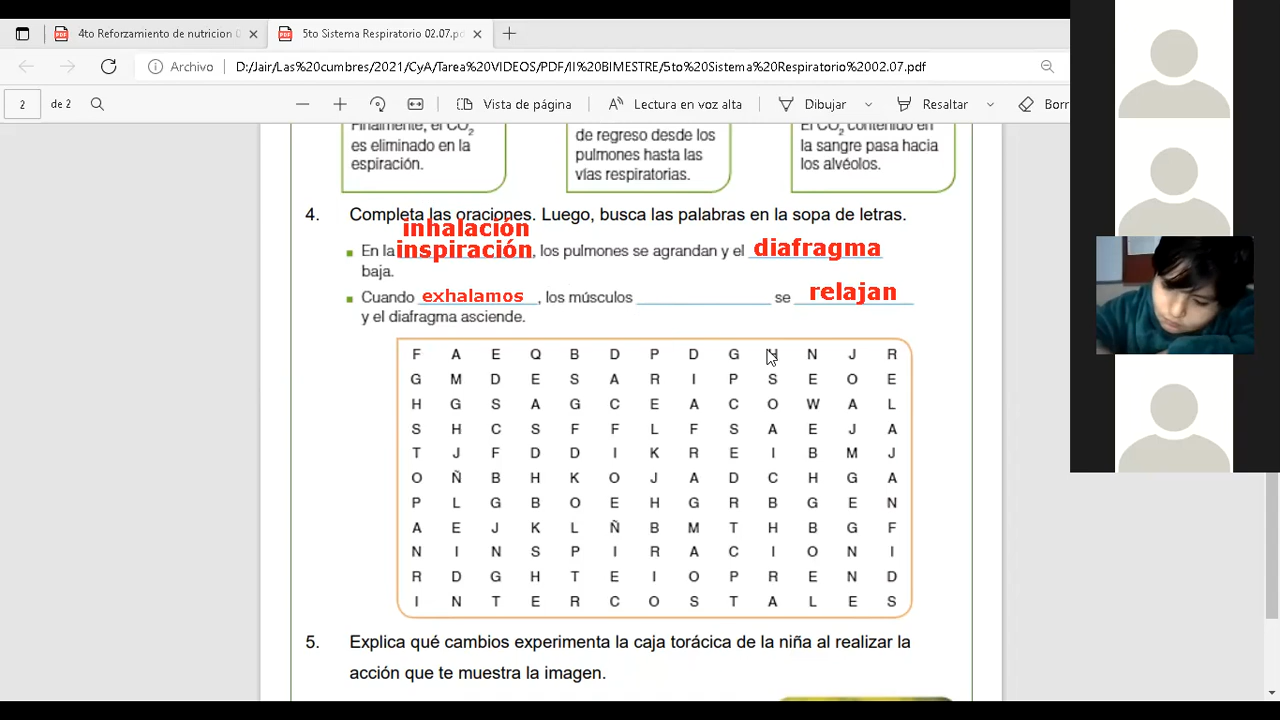 4to Reforzamiento de nutricion
5to Sistema Respiratorio 02.07.pd
Archivo D:/Jair/Las%20cumbres/2021/CyA/Tarea%20VIDEOS/PDF/II%20BIMESTRE/5to%20Sistema%20Respiratorio%2002.07.pdf
2 de 2 Vista de página Lectura en voz alta Dibujar Resaltar Borr
Finalmente, el CO2
es eliminado en la
espiración.
de regreso desde los
pulmones hasta las
vías respiratorias.
El CO2 contenido en
la sangre pasa hacia
los alvéolos.
4. Completa las oraciones. Luego, busca las palabras en la sopa de letras.
inhalación
En la inspiración, los pulmones se agrandan y el diafragma
baja.
Cuando exhalamos, los músculos se relajan
y el diafragma asciende.
F A E Q B D P D G H N J R
G M D E S A R I P S E O E
H G S A G C E A C O W A L
S H C S F F L F S A E J A
T J F D D I K R E I B M J
O Ñ B H K O J A D C H G A
P L G B O E H G R B G E N
A E J K L Ñ B M T H B G F
N I N S P I R A C I O N I
R D G H T E I O P R E N D
I N T E R C O S T A L E S
5. Explica qué cambios experimenta la caja torácica de la niña al realizar la
acción que te muestra la imagen.